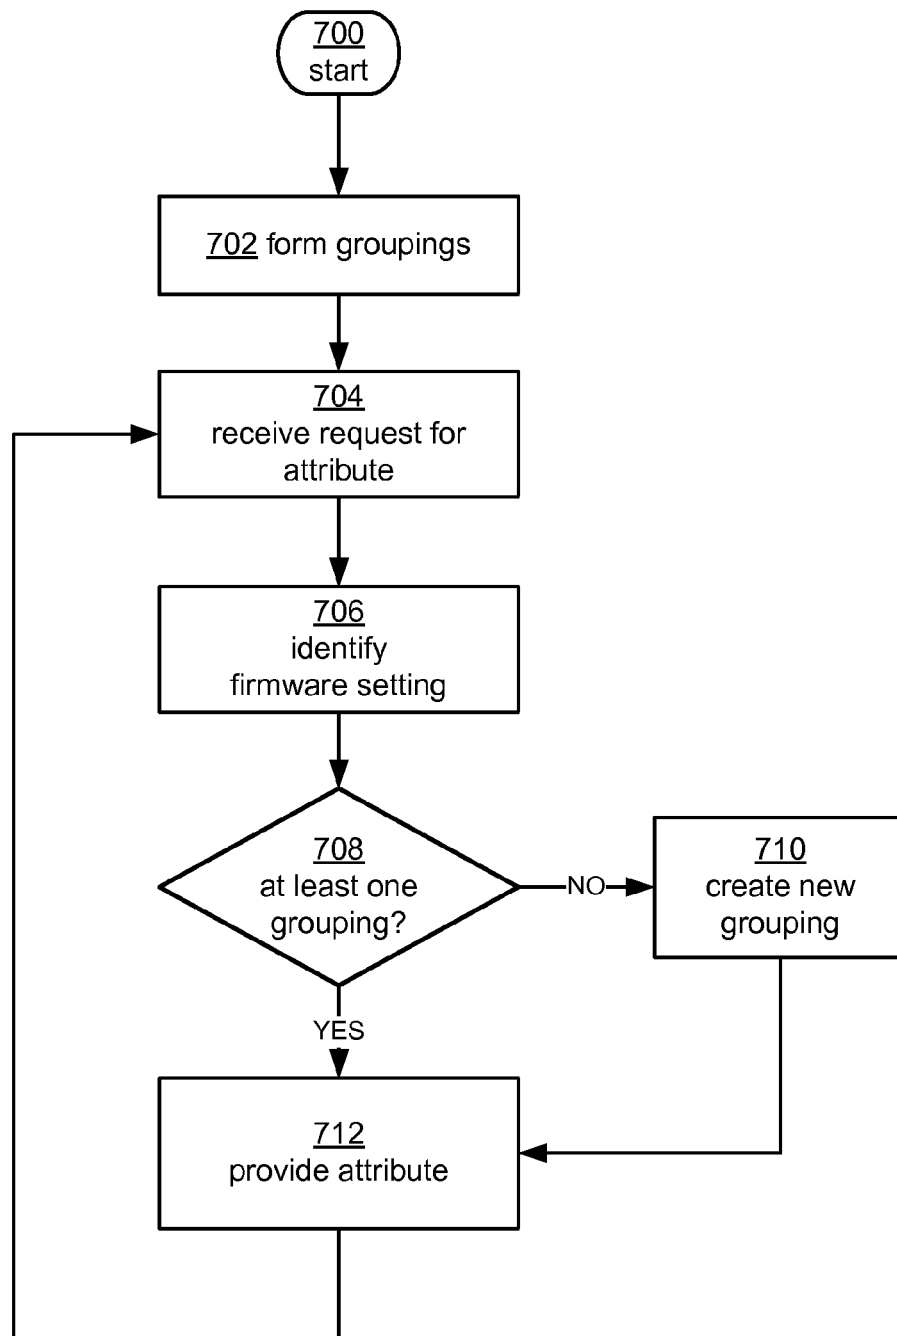 700
start
702 form groupings
704
receive request for
attribute
706
identify
firmware setting
708
at least one
grouping?
NO
710
create new
grouping
YES
712
provide attribute